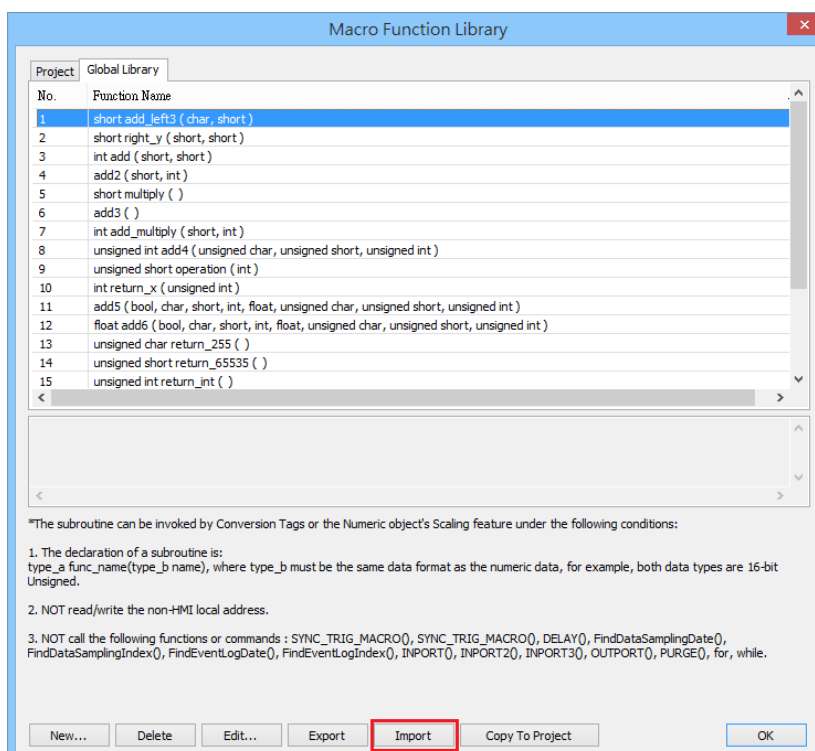 Macro Function Library
Project Global Library
No. Function Name
1 short add_left3 ( char, short )
2 short right_y ( short, short )
3 int add ( short, short )
4 add2 ( short, int )
5 short multiply ( )
6 add3 ( )
7 int add_multiply ( short, int )
8 unsigned int add4 ( unsigned char, unsigned short, unsigned int )
9 unsigned short operation ( int )
10 int return_x ( unsigned int )
11 add5 ( bool, char, short, int, float, unsigned char, unsigned short, unsigned int )
12 float add6 ( bool, char, short, int, float, unsigned char, unsigned short, unsigned int )
13 unsigned char return_255 ( )
14 unsigned short return_65535 ( )
15 unsigned int return_int ( )
*The subroutine can be invoked by Conversion Tags or the Numeric object's Scaling feature under the following conditions:
1. The declaration of a subroutine is:
type_a func_name(type_b name), where type_b must be the same data format as the numeric data, for example, both data types are 16-bit
Unsigned.
2. NOT read/write the non-HMI local address.
3. NOT call the following functions or commands : SYNC_TRIG_MACRO(), SYNC_TRIG_MACRO(), DELAY(), FindDataSamplingDate(),
FindDataSamplingIndex(), FindEventLogDate(), FindEventLogIndex(), INPORT(), INPORT2(), INPORT3(), OUTPORT(), PURGE(), for, while.
New... Delete Edit... Export Import Copy To Project OK